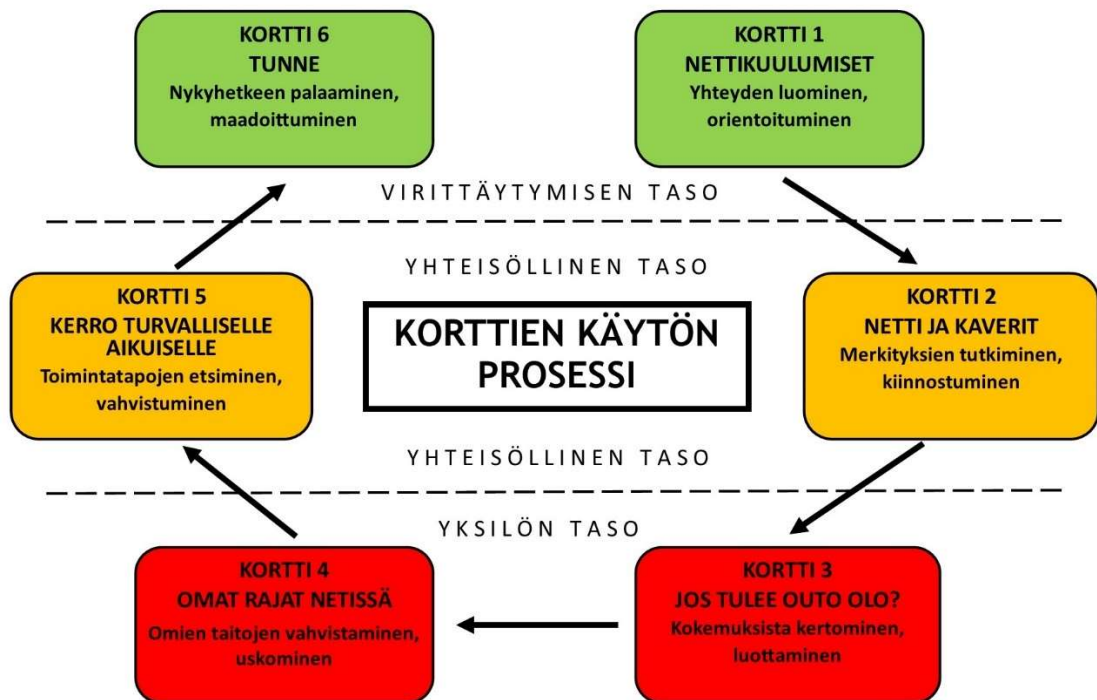 KORTTI 6
TUNNE
Nykyhetkeen palaaminen,
maadoittuminen
KORTTI 1
NETTIKUULUMISET
Yhteyden luominen,
orientoituminen
VIRITTÄYTYMISEN TASO
YHTEISÖLLINEN TASO
KORTTI 5
KERRO TURVALLISELLE
AIKUISELLE
Toimintatapojen etsiminen,
vahvistuminen
KORTTIEN KÄYTÖN
PROSESSI
KORTTI 2
NETTI JA KAVERIT
Merkityksien tutkiminen,
kiinnostuminen
YHTEISÖLLINEN TASO
YKSILÖN TASO
KORTTI 4
OMAT RAJAT NETISSÄ
Omien taitojen vahvistaminen,
uskominen
KORTTI 3
JOS TULEE OUTO OLO?
Kokemuksista kertominen,
luottaminen